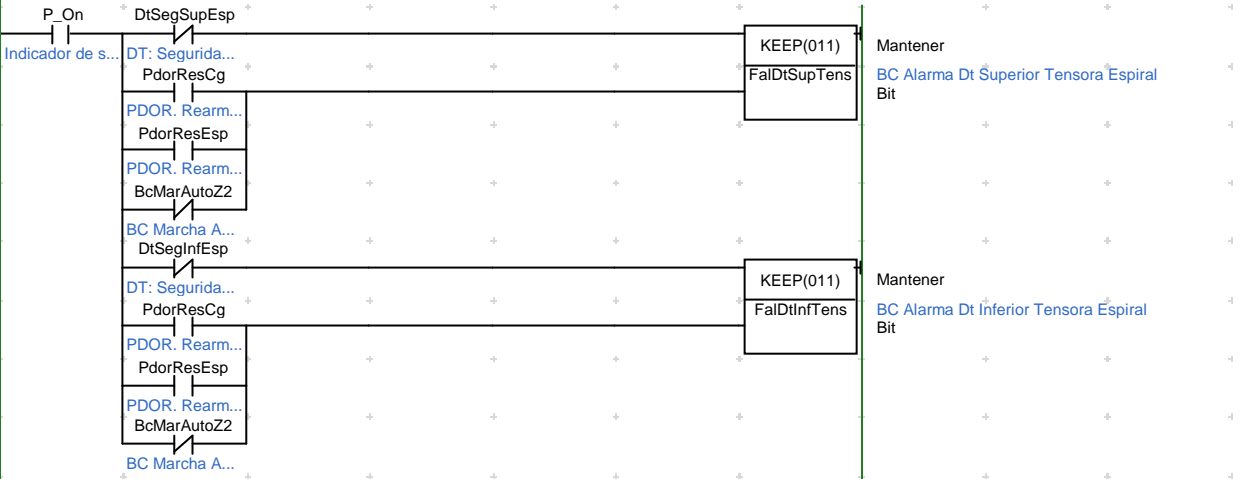 P_On
DtSegSupEsp
Indicador de s...
DT: Segurida...
KEEP(011)
Mantener
PdorResCg
FalDtSupTens
BC Alarma Dt Superior Tensora Espiral
Bit
PDOR. Rearm...
PdorResEsp
PDOR. Rearm...
BcMarAutoZ2
BC Marcha A...
DtSegInfEsp
DT: Segurida...
KEEP(011)
Mantener
PdorResCg
FalDtInfTens
BC Alarma Dt Inferior Tensora Espiral
Bit
PDOR. Rearm...
PdorResEsp
PDOR. Rearm...
BcMarAutoZ2
BC Marcha A...